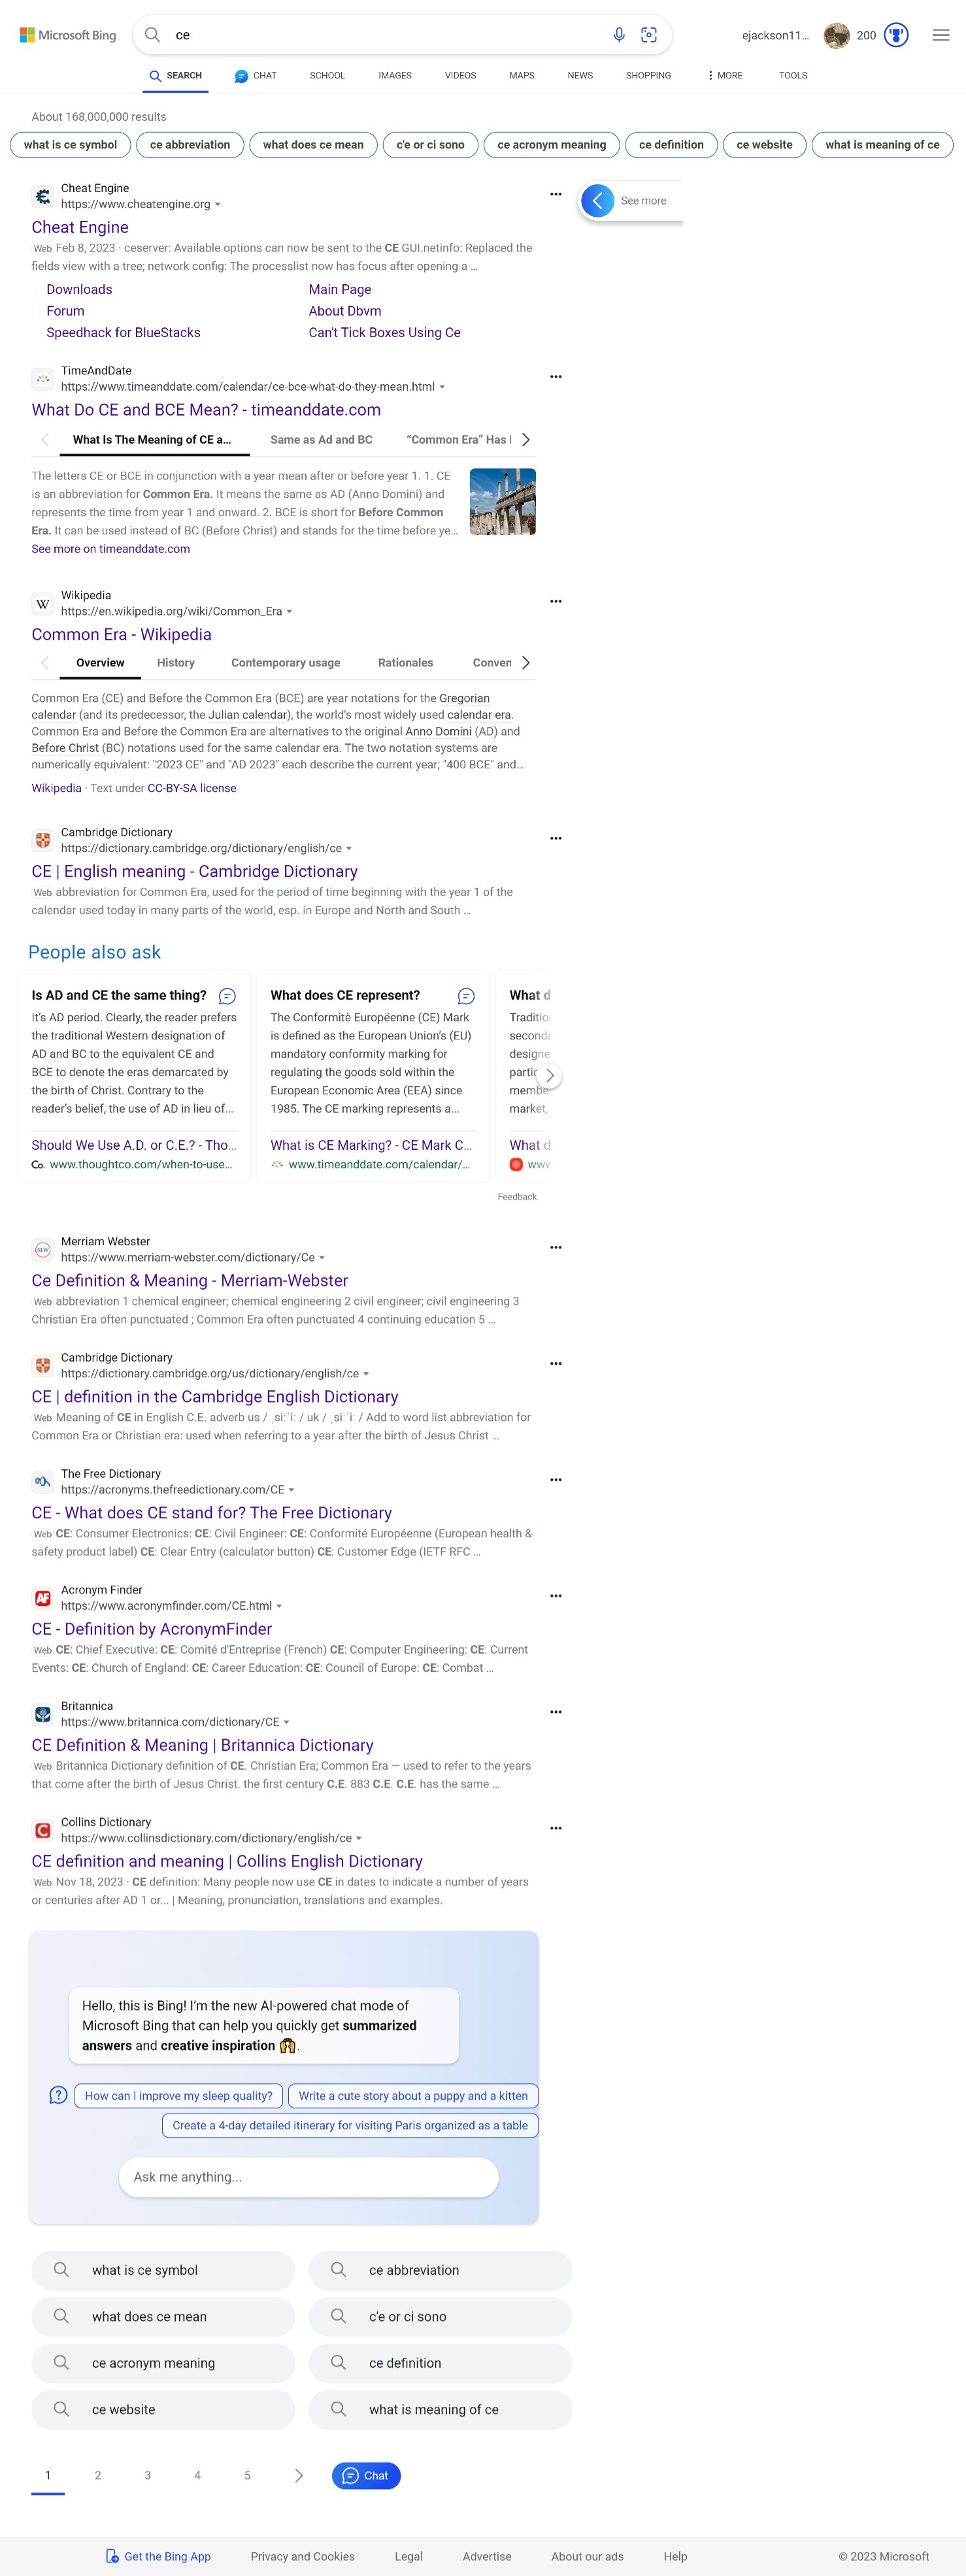 Microsoft Bing
ce
ejackson11...
200
SEARCH
CHAT
SCHOOL
IMAGES
VIDEOS
MAPS
NEWS
SHOPPING
MORE
TOOLS
About 168,000,000 results
what is ce symbol
ce abbreviation
what does ce mean
c'e or ci sono
ce acronym meaning
ce definition
ce website
what is meaning of ce
Cheat Engine
https://www.cheatengine.org
See more
Cheat Engine
Web Feb 8, 2023 · ceserver: Available options can now be sent to the CE GUI.netinfo: Replaced the
fields view with a tree; network config: The processlist now has focus after opening a ...
Downloads
Main Page
Forum
About Dbvm
Speedhack for BlueStacks
Can't Tick Boxes Using Ce
TimeAndDate
https://www.timeanddate.com/calendar/ce-bce-what-do-they-mean.html
What Do CE and BCE Mean? - timeanddate.com
What Is The Meaning of CE a...
Same as Ad and BC
“Common Era” Has
The letters CE or BCE in conjunction with a year mean after or before year 1. 1. CE
is an abbreviation for Common Era. It means the same as AD (Anno Domini) and
represents the time from year 1 and onward. 2. BCE is short for Before Common
Era. It can be used instead of BC (Before Christ) and stands for the time before ye...
See more on timeanddate.com
W
Wikipedia
https://en.wikipedia.org/wiki/Common_Era
Common Era - Wikipedia
Overview
History
Contemporary usage
Rationales
Conven
Common Era (CE) and Before the Common Era (BCE) are year notations for the Gregorian
calendar (and its predecessor, the Julian calendar), the world's most widely used calendar era.
Common Era and Before the Common Era are alternatives to the original Anno Domini (AD) and
Before Christ (BC) notations used for the same calendar era. The two notation systems are
numerically equivalent: "2023 CE" and "AD 2023" each describe the current year; "400 BCE" and...
Wikipedia · Text under CC-BY-SA license
Cambridge Dictionary
https://dictionary.cambridge.org/dictionary/english/ce
CE | English meaning - Cambridge Dictionary
Web abbreviation for Common Era, used for the period of time beginning with the year 1 of the
calendar used today in many parts of the world, esp. in Europe and North and South ...
People also ask
Is AD and CE the same thing?
It’s AD period. Clearly, the reader prefers
the traditional Western designation of
AD and BC to the equivalent CE and
BCE to denote the eras demarcated by
the birth of Christ. Contrary to the
reader’s belief, the use of AD in lieu of...
Should We Use A.D. or C.E.? - Tho...
Co. www.thoughtco.com/when-to-use...
What does CE represent?
The Conformitè Europëenne (CE) Mark
is defined as the European Union’s (EU)
mandatory conformity marking for
regulating the goods sold within the
European Economic Area (EEA) since
1985. The CE marking represents a...
What is CE Marking? - CE Mark C...
www.timeanddate.com/calendar/...
What d
Traditio
second
designe
partic
membe
market,
What d
www
Feedback
MW
Merriam Webster
https://www.merriam-webster.com/dictionary/Ce
Ce Definition & Meaning - Merriam-Webster
Web abbreviation 1 chemical engineer; chemical engineering 2 civil engineer; civil engineering 3
Christian Era often punctuated ; Common Era often punctuated 4 continuing education 5 ...
Cambridge Dictionary
https://dictionary.cambridge.org/us/dictionary/english/ce
CE | definition in the Cambridge English Dictionary
Web Meaning of CE in English C.E. adverb us / ˌsiːˈiː / uk / ˌsiːˈiː / Add to word list abbreviation for
Common Era or Christian era: used when referring to a year after the birth of Jesus Christ ...
The Free Dictionary
https://acronyms.thefreedictionary.com/CE
CE - What does CE stand for? The Free Dictionary
Web CE: Consumer Electronics: CE: Civil Engineer: CE: Conformité Européenne (European health &
safety product label) CE: Clear Entry (calculator button) CE: Customer Edge (IETF RFC ...
AF
Acronym Finder
https://www.acronymfinder.com/CE.html
CE - Definition by AcronymFinder
Web CE: Chief Executive: CE: Comité d'Entreprise (French) CE: Computer Engineering: CE: Current
Events: CE: Church of England: CE: Career Education: CE: Council of Europe: CE: Combat ...
Britannica
https://www.britannica.com/dictionary/CE
CE Definition & Meaning | Britannica Dictionary
Web Britannica Dictionary definition of CE. Christian Era; Common Era — used to refer to the years
that come after the birth of Jesus Christ. the first century C.E. 883 C.E. C.E. has the same ...
C
Collins Dictionary
https://www.collinsdictionary.com/dictionary/english/ce
CE definition and meaning | Collins English Dictionary
Web Nov 18, 2023 · CE definition: Many people now use CE in dates to indicate a number of years
or centuries after AD 1 or... | Meaning, pronunciation, translations and examples.
Hello, this is Bing! I’m the new AI-powered chat mode of
Microsoft Bing that can help you quickly get summarized
answers and creative inspiration 🙌.
How can I improve my sleep quality?
Write a cute story about a puppy and a kitten
Create a 4-day detailed itinerary for visiting Paris organized as a table
Ask me anything...
what is ce symbol
ce abbreviation
what does ce mean
c'e or ci sono
ce acronym meaning
ce definition
ce website
what is meaning of ce
1
2
3
4
5
Chat
Get the Bing App
Privacy and Cookies
Legal
Advertise
About our ads
Help
© 2023 Microsoft